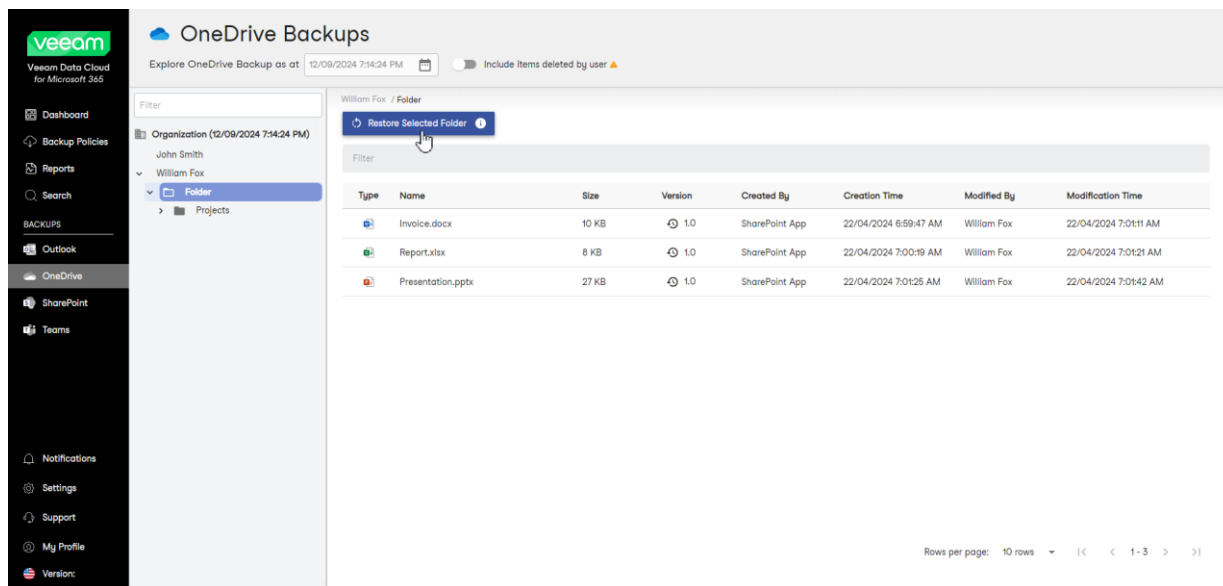 veeam
Veeam Data Cloud
for Microsoft 365
Dashboard
Backup Policies
Reports
Search
BACKUPS
Outlook
OneDrive
SharePoint
Teams
Notifications
Settings
Support
My Profile
Version:
OneDrive Backups
Explore OneDrive Backup as at 12/09/2024 7:14:24 PM Include items deleted by user
Filter
Organization (12/09/2024 7:14:24 PM)
John Smith
William Fox
Folder
Projects
William Fox / Folder
Restore Selected Folder
Filter
Type Name Size Version Created By Creation Time Modified By Modification Time
Invoice.docx 10 KB 1.0 SharePoint App 22/04/2024 6:59:47 AM William Fox 22/04/2024 7:01:11 AM
Report.xlsx 8 KB 1.0 SharePoint App 22/04/2024 7:00:19 AM William Fox 22/04/2024 7:01:21 AM
Presentation.pptx 27 KB 1.0 SharePoint App 22/04/2024 7:01:25 AM William Fox 22/04/2024 7:01:42 AM
Rows per page: 10 rows 1-3